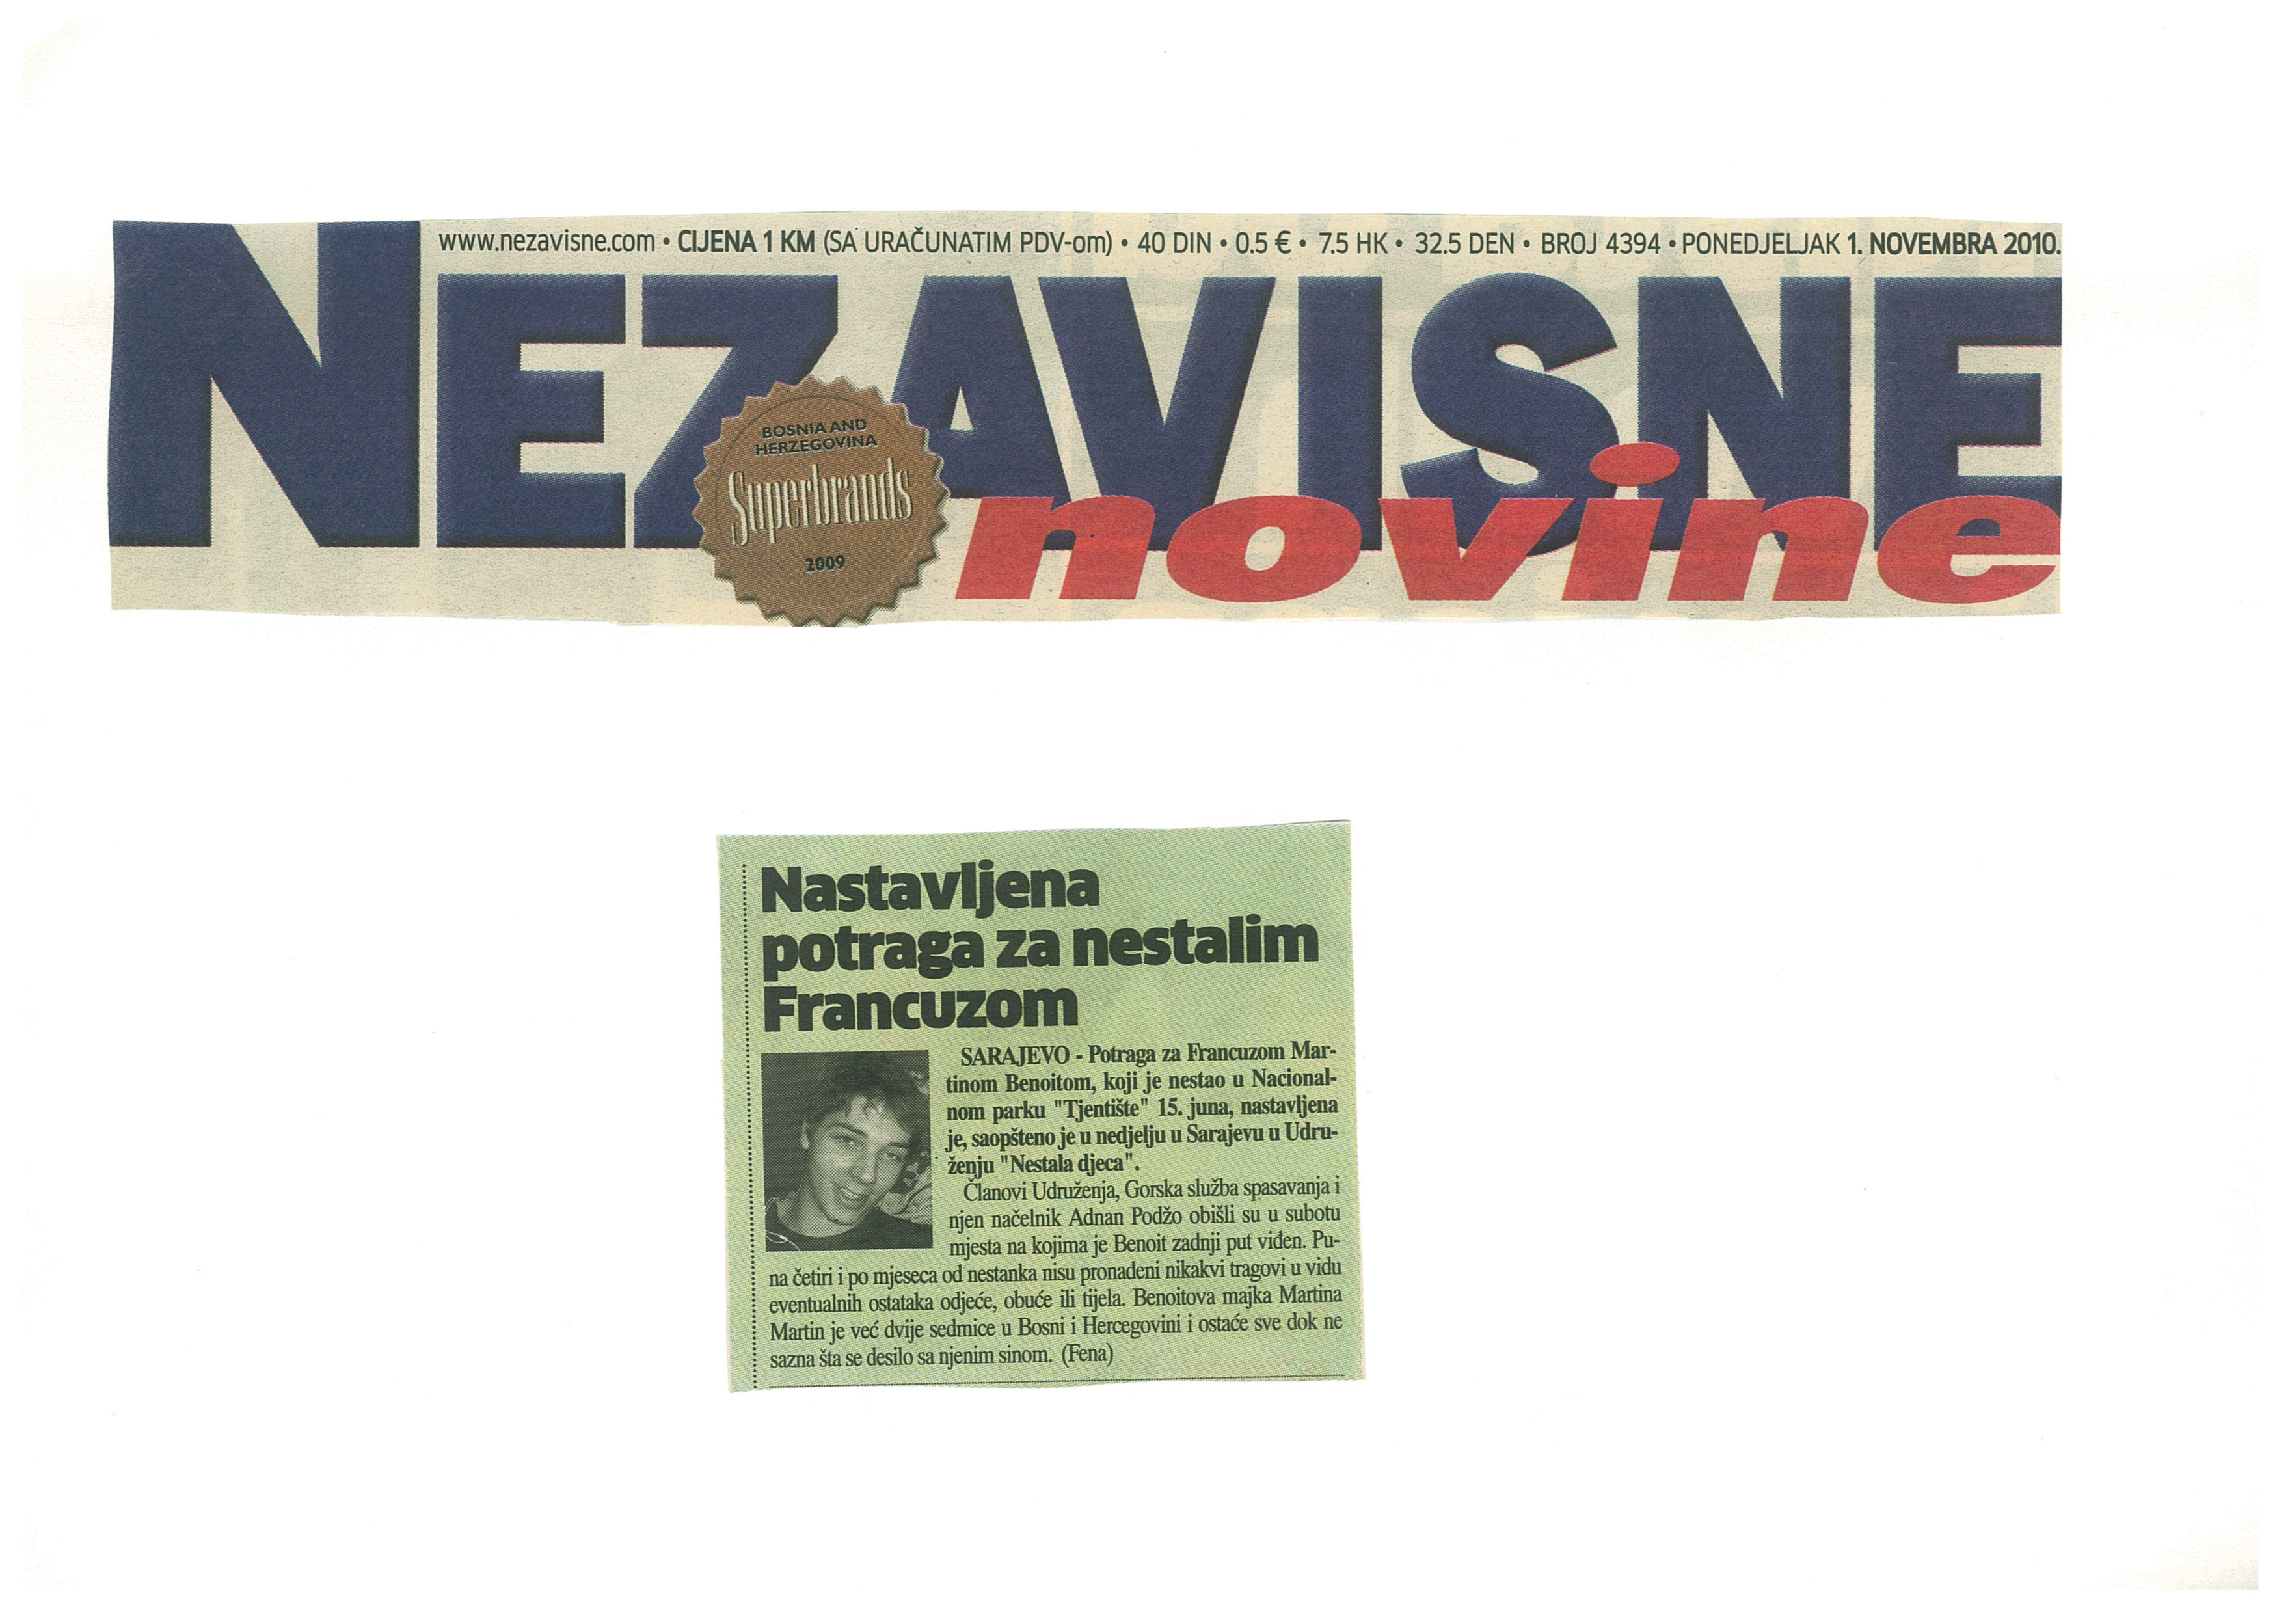 www.nezavisne.com • CIJENA 1 KM (SA URAČUNATIM PDV-om) • 40 DIN • 0.5 € • 7.5 HK • 32.5 DEN • BROJ 4394 • PONEDJELJAK 1. NOVEMBRA 2010.
NEZAVISNE
novine
BOSNIA AND
HERZEGOVINA
Superbrands
2009
Nastavljena
potraga za nestalim
Francuzom
SARAJEVO - Potraga za Francuzom Mar-
tinom Benoitom, koji je nestao u Nacional-
nom parku "Tjentište" 15. juna, nastavljena
je, saopšteno je u nedjelju u Sarajevu u Udru-
ženju "Nestala djeca".
Članovi Udruženja, Gorska služba spasavanja i
njen načelnik Adnan Podžo obišli su u subotu
mjesta na kojima je Benoit zadnji put viđen. Pu-
na četiri i po mjeseca od nestanka nisu pronađeni nikakvi tragovi u vidu
eventualnih ostataka odjeće, obuće ili tijela. Benoitova majka Martina
Martin je već dvije sedmice u Bosni i Hercegovini i ostaće sve dok ne
sazna šta se desilo sa njenim sinom. (Fena)